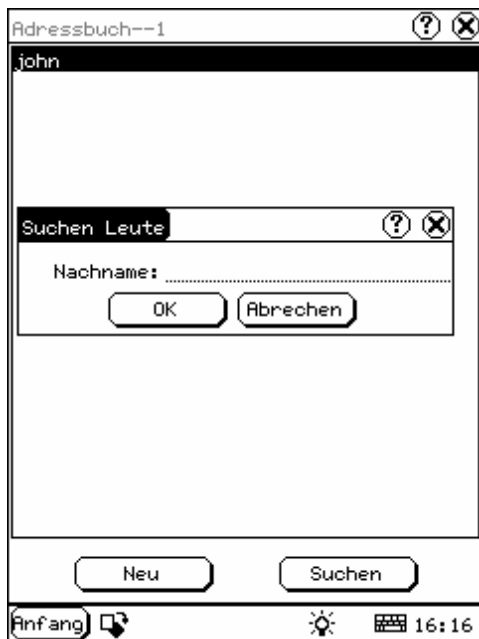 Adressbuch--1
john
Suchen Leute
Nachname:
OK Abrechen
Neu Suchen
Anfang 16:16